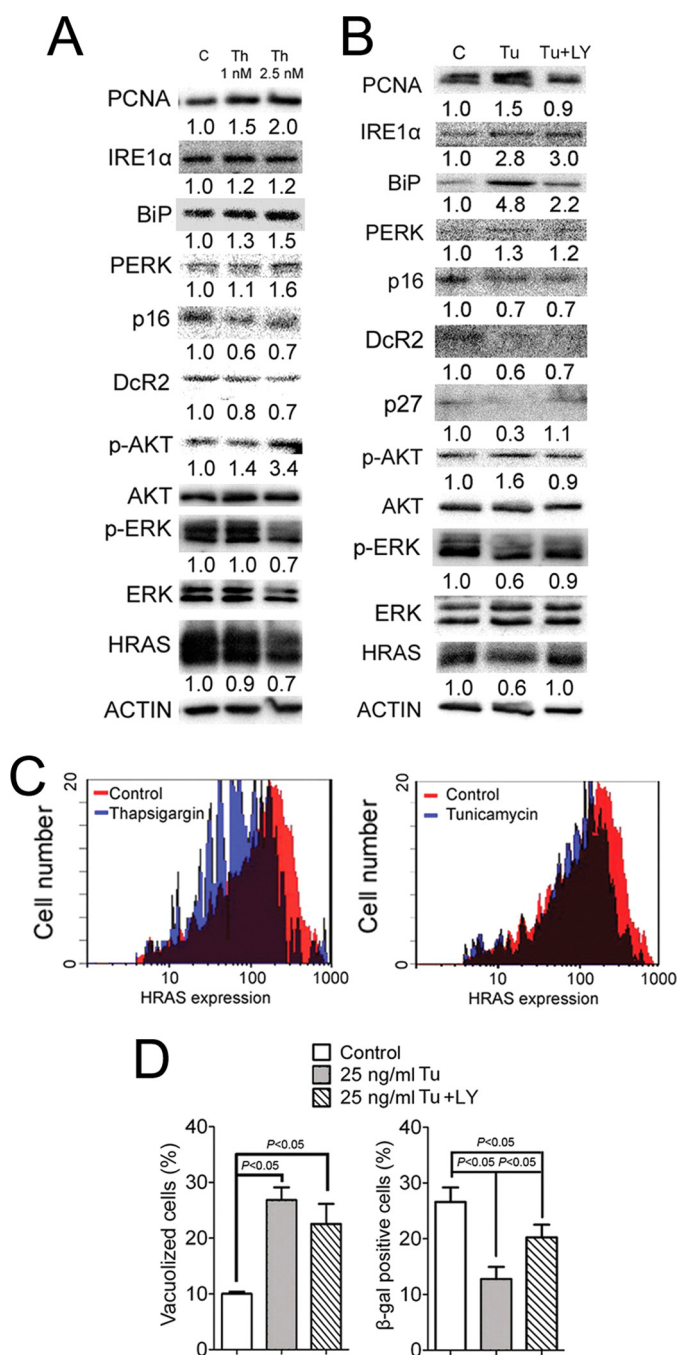 A
C Th 1 nM Th 2.5 nM
PCNA
1.0 1.5 2.0
IRE1α
1.0 1.2 1.2
BiP
1.0 1.3 1.5
PERK
1.0 1.1 1.6
p16
1.0 0.6 0.7
DcR2
1.0 0.8 0.7
p-AKT
1.0 1.4 3.4
AKT
p-ERK
1.0 1.0 0.7
ERK
HRAS
1.0 0.9 0.7
ACTIN
B
C Tu Tu+LY
PCNA
1.0 1.5 0.9
IRE1α
1.0 2.8 3.0
BiP
1.0 4.8 2.2
PERK
1.0 1.3 1.2
p16
1.0 0.7 0.7
DcR2
1.0 0.6 0.7
p27
1.0 0.3 1.1
p-AKT
1.0 1.6 0.9
AKT
p-ERK
1.0 0.6 0.9
ERK
HRAS
1.0 0.6 1.0
ACTIN
C
20
Control
Thapsigargin
Cell number
0
10 100 1000
HRAS expression
20
Control
Tunicamycin
Cell number
0
10 100 1000
HRAS expression
D
Control
25 ng/ml Tu
25 ng/ml Tu +LY
Vacuolized cells (%)
40
30
20
10
0
P<0.05
P<0.05
β-gal positive cells (%)
40
30
20
10
0
P<0.05
P<0.05 P<0.05